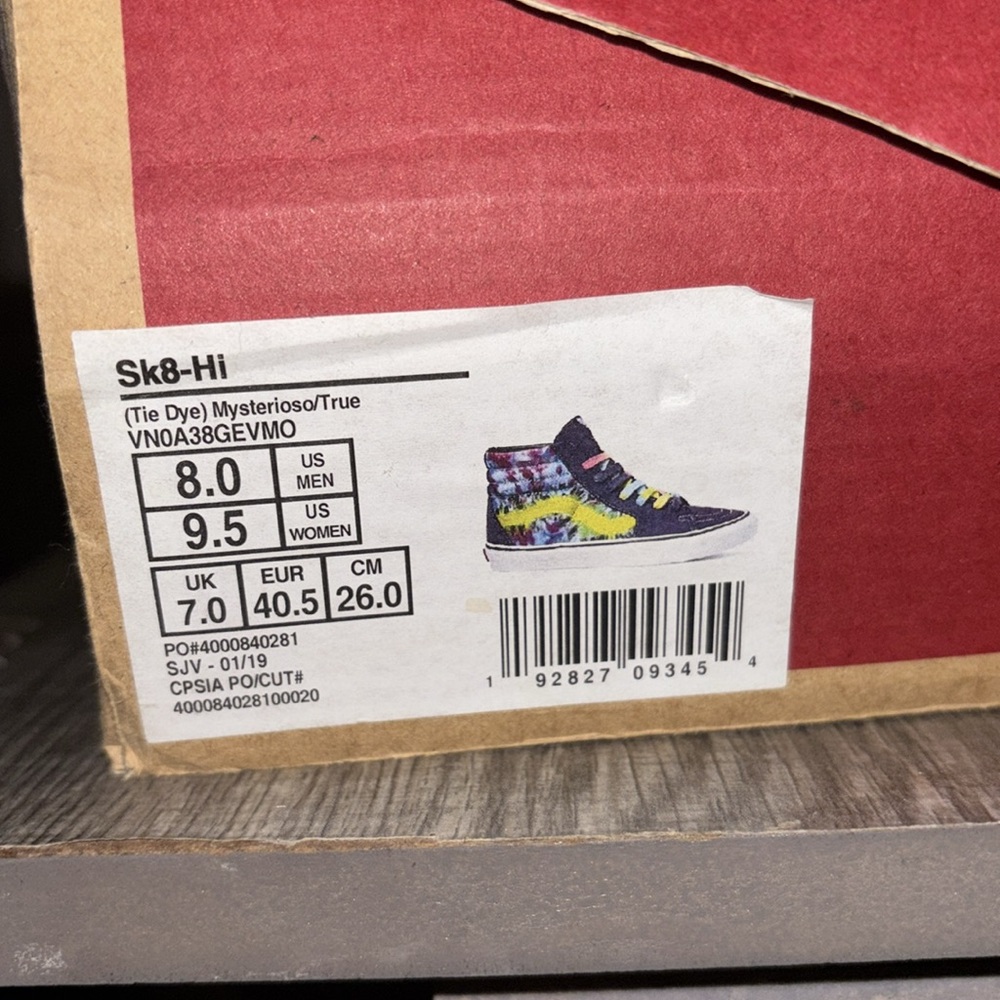 Sk8-Hi
(Tie Dye) Mysterioso/True
VN0A38GEVMO
8.0 US MEN
9.5 US WOMEN
UK 7.0 EUR 40.5 CM 26.0
PO#4000840281
SJV - 01/19
CPSIA PO/CUT#
400084028100020
1 92827 09345 4